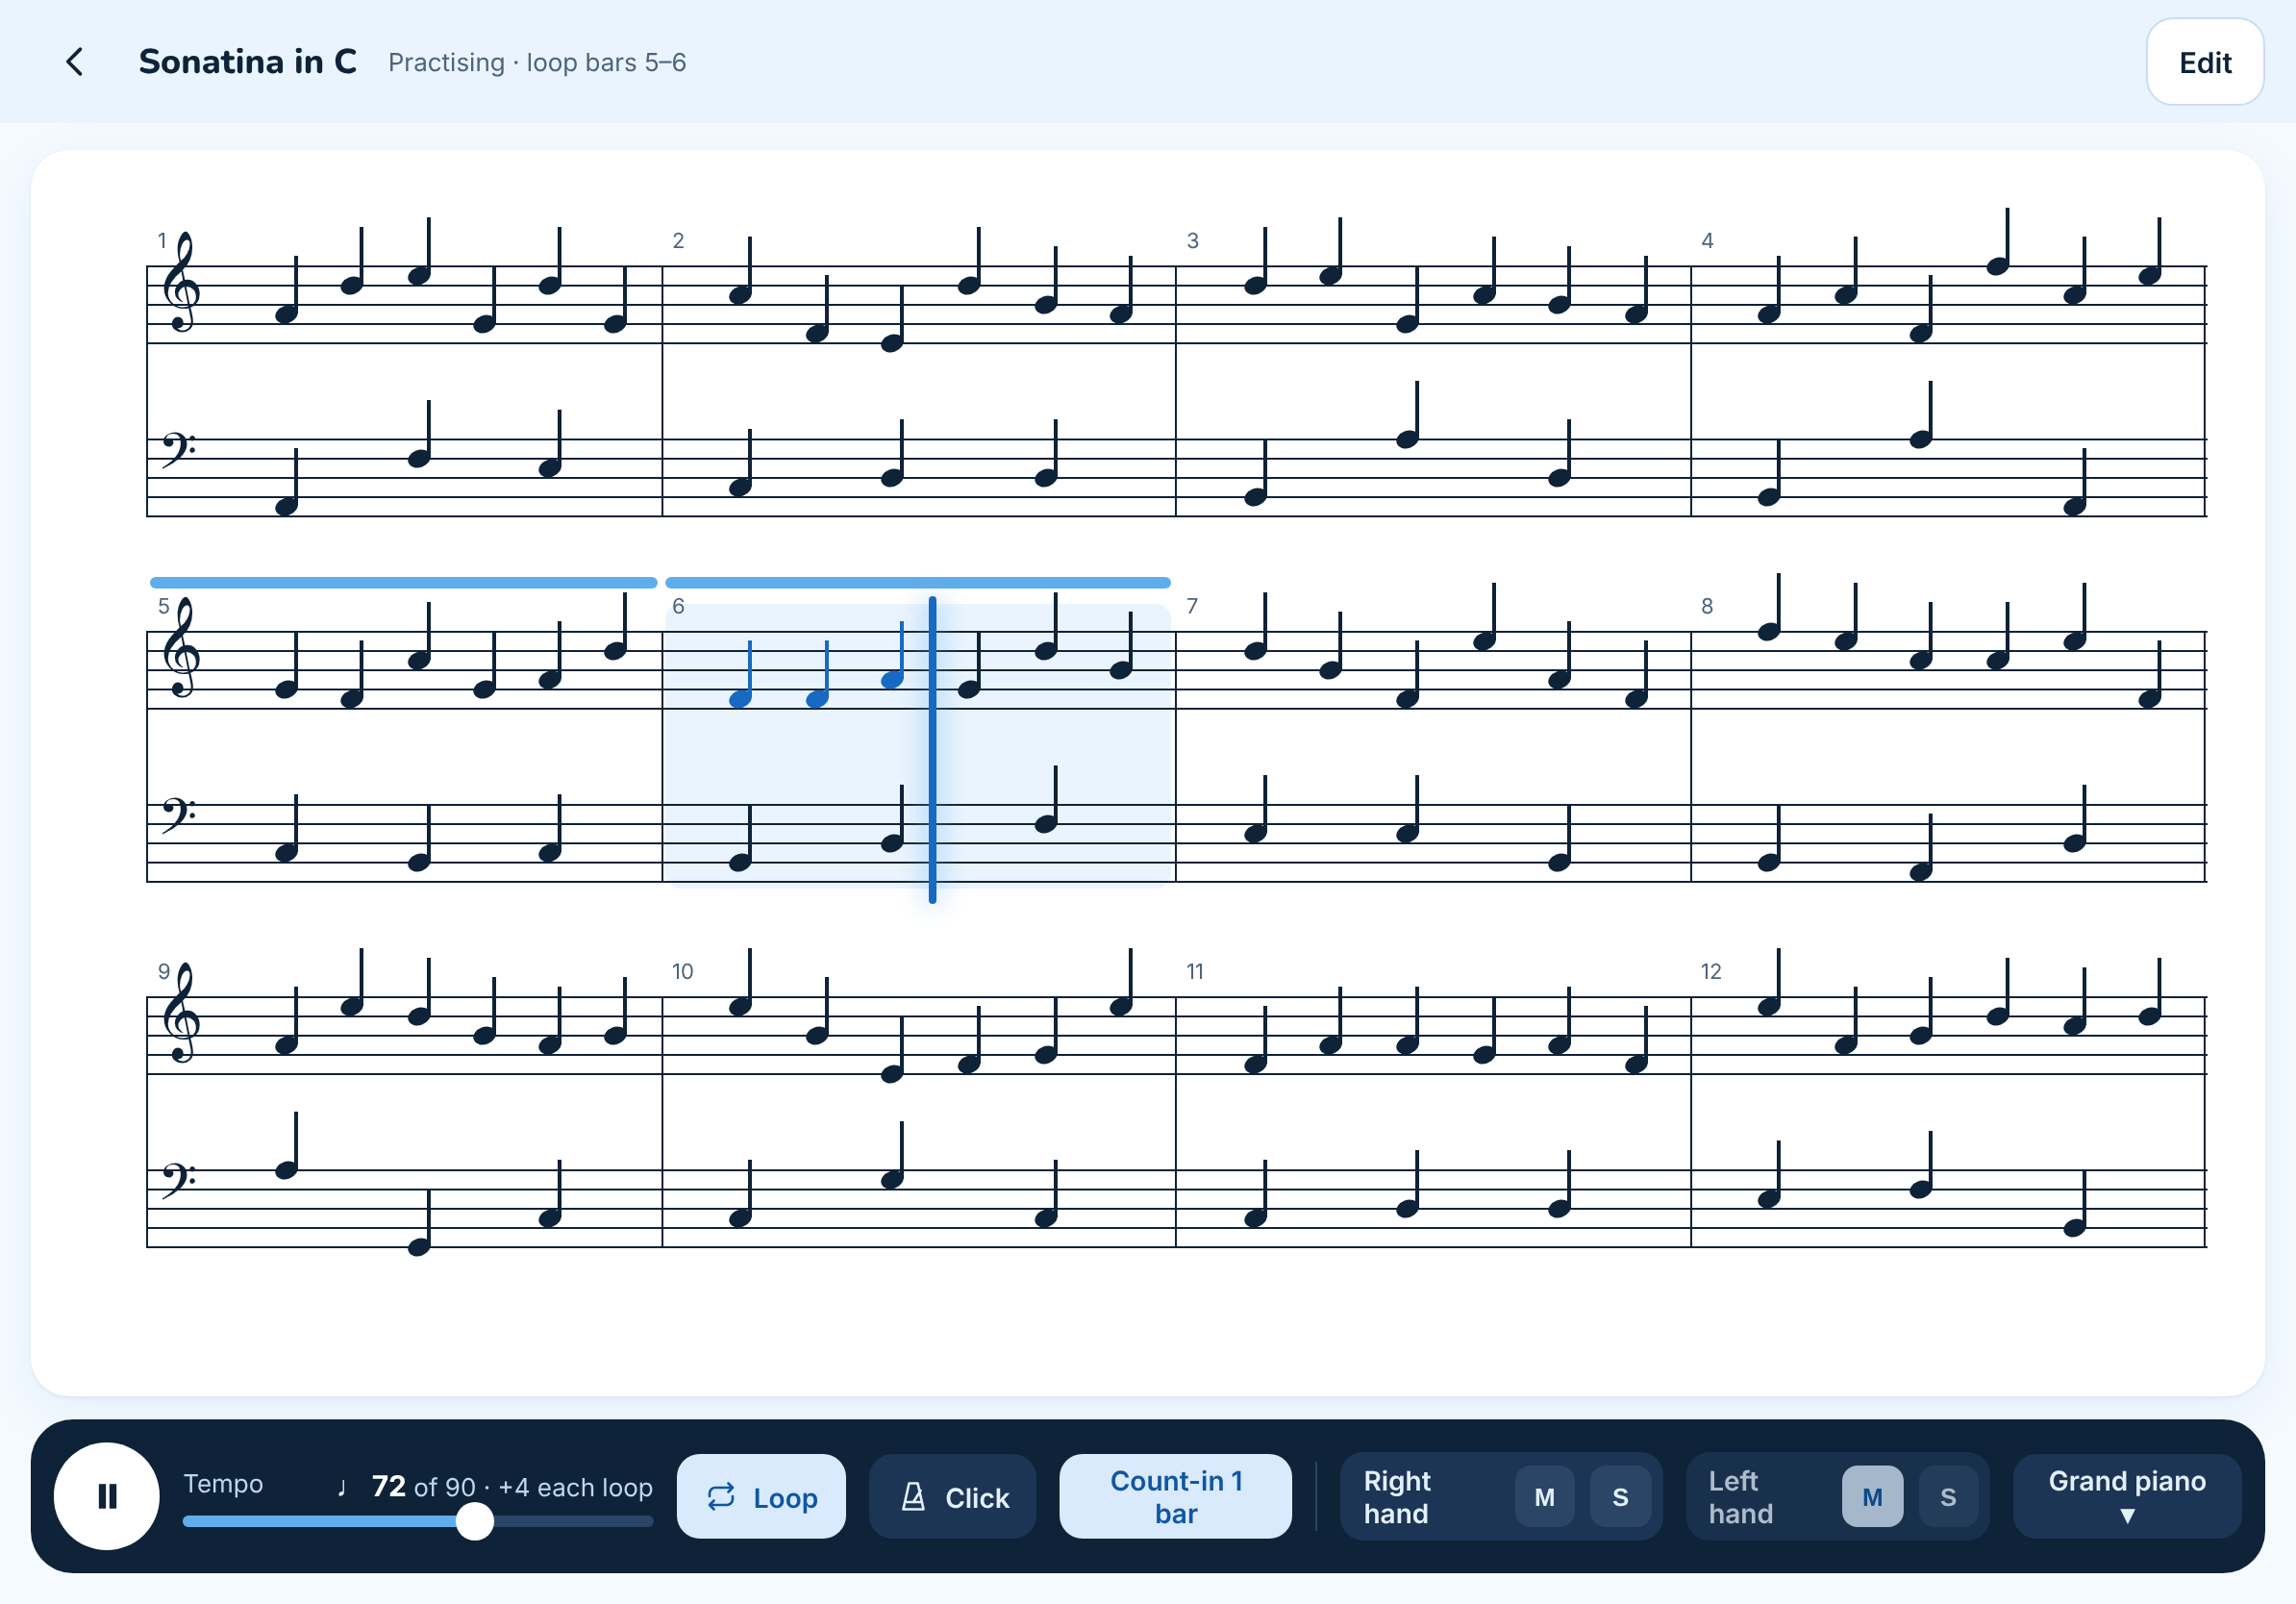 Sonatina in C
Practising · loop bars 5–6
Edit
1
2
3
4
5
6
7
8
9
10
11
12
Tempo
♩ 72 of 90 · +4 each loop
Loop
Click
Count-in 1
bar
Right
hand
M
S
Left
hand
M
S
Grand piano
▼